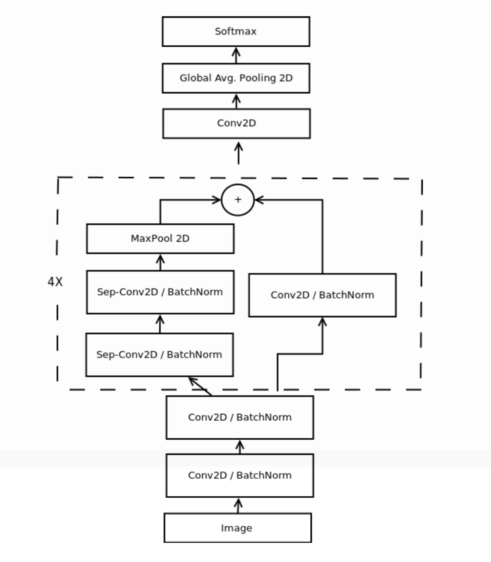 Softmax
Global Avg. Pooling 2D
Conv2D
+
MaxPool 2D
4X
Sep-Conv2D / BatchNorm
Conv2D / BatchNorm
Sep-Conv2D / BatchNorm
Conv2D / BatchNorm
Conv2D / BatchNorm
Image